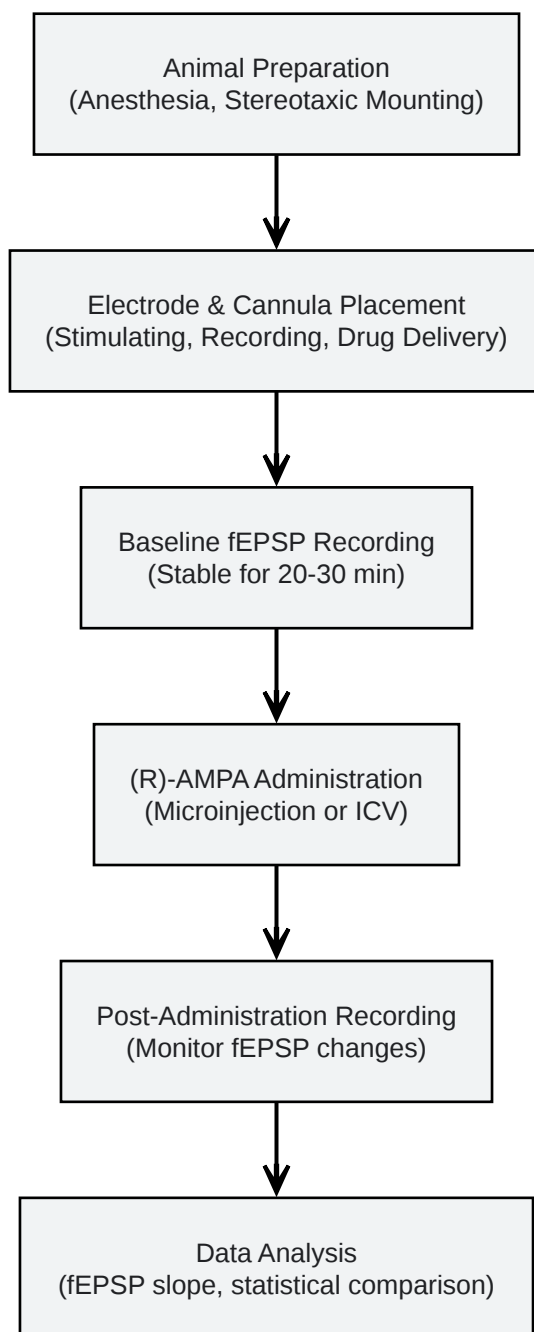 Animal Preparation
(Anesthesia, Stereotaxic Mounting)
Electrode & Cannula Placement
(Stimulating, Recording, Drug Delivery)
Baseline fEPSP Recording
(Stable for 20-30 min)
(R)-AMPA Administration
(Microinjection or ICV)
Post-Administration Recording
(Monitor fEPSP changes)
Data Analysis
(fEPSP slope, statistical comparison)